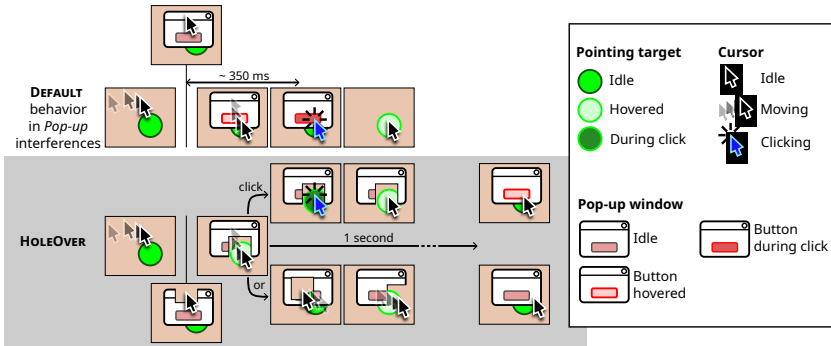 ~ 350 ms
DEFAULT
behavior
in Pop-up
interferences
click
HOLEOVER
1 second
or
Pointing target
Idle
Hovered
During click
Cursor
Idle
Moving
Clicking
Pop-up window
Idle
Button
during click
Button
hovered